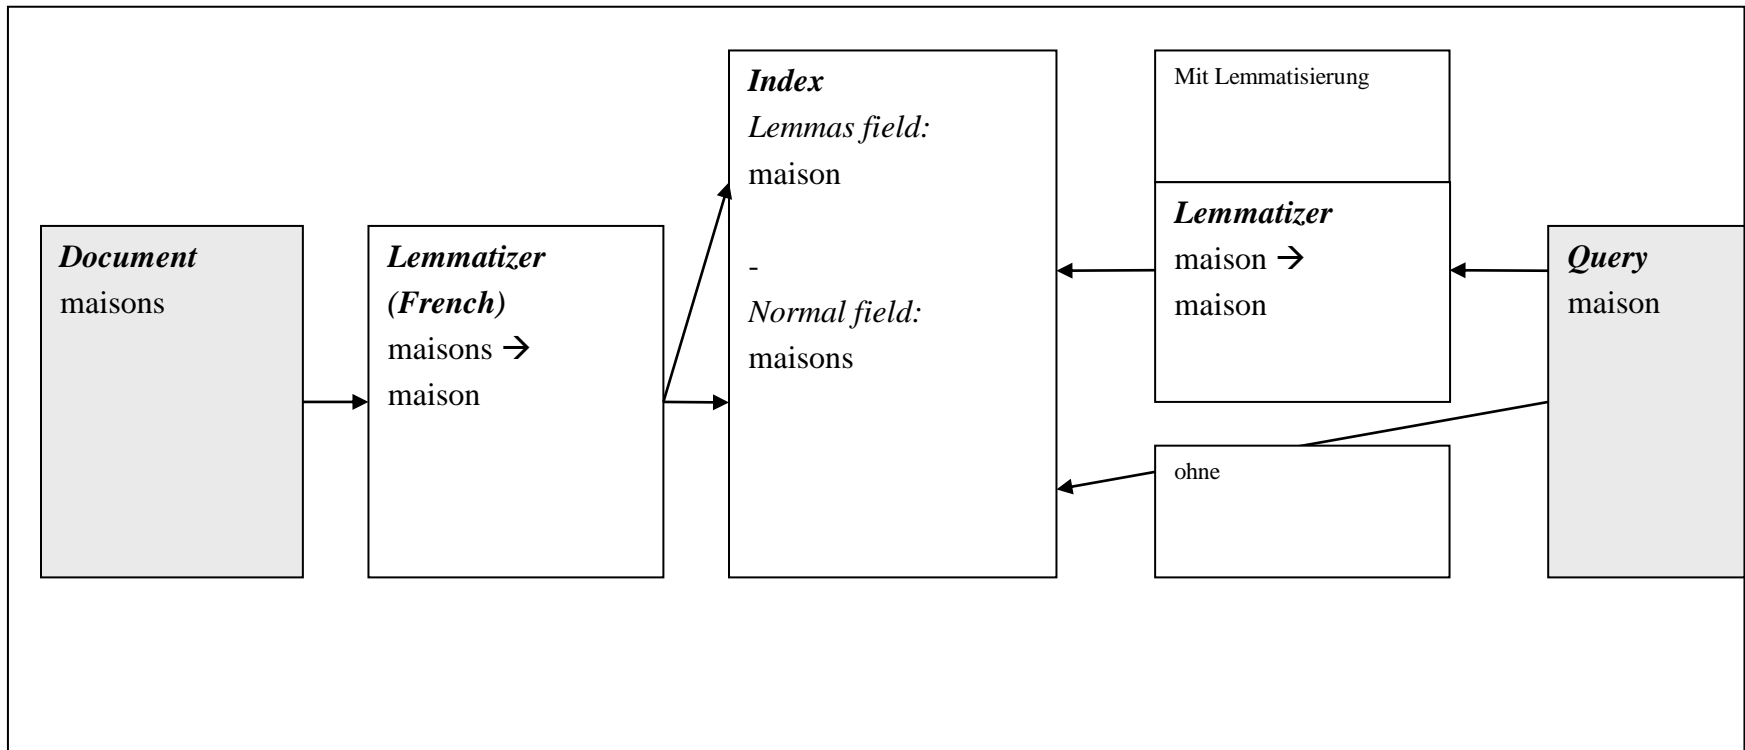 Document
maisons
Lemmatizer
(French)
maisons →
maison
Index
Lemmas field:
maison
-
Normal field:
maisons
Mit Lemmatisierung
Lemmatizer
maison →
maison
ohne
Query
maison